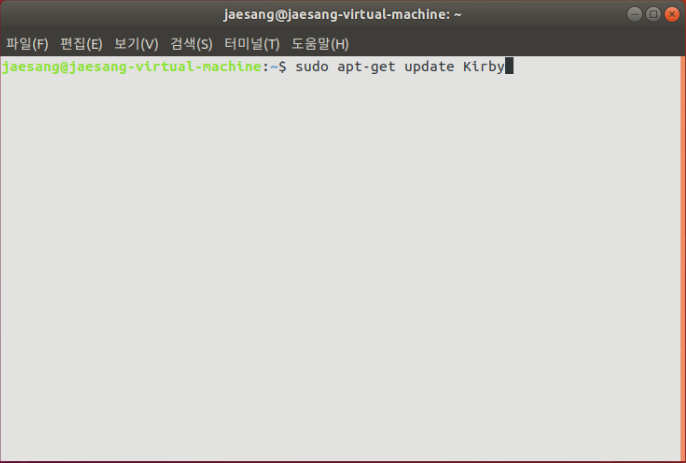 jaesang@jaesang-virtual-machine: ~
파일(F) 편집(E) 보기(V) 검색(S) 터미널(T) 도움말(H)
jaesang@jaesang-virtual-machine:~$ sudo apt-get update Kirby